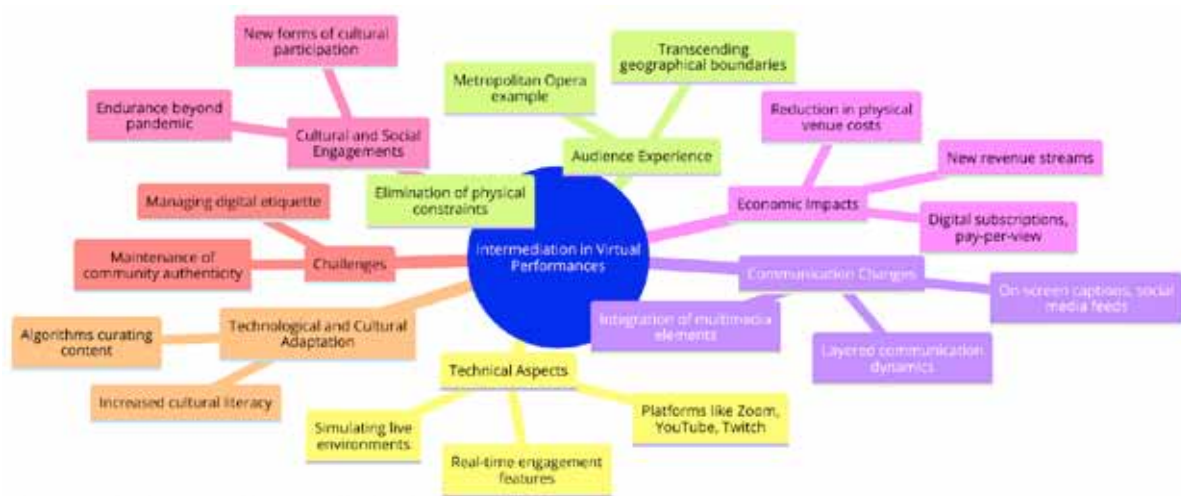 New forms of cultural
participation
Endurance beyond
pandemic
Cultural and Social
Engagements
Metropolitan Opera
example
Transcending
geographical boundaries
Audience Experience
Elimination of physical
constraints
Reduction in physical
venue costs
New revenue streams
Economic Impacts
Digital subscriptions,
pay-per-view
Managing digital etiquette
Maintenance of
community authenticity
Challenges
Intermediation in Virtual
Performances
Communication Changes
On-screen captions, social
media feeds
Integration of multimedia
elements
Layered communication
dynamics
Technological and Cultural
Adaptation
Algorithms curating
content
Increased cultural literacy
Technical Aspects
Simulating live
environments
Real-time engagement
features
Platforms like Zoom,
YouTube, Twitch